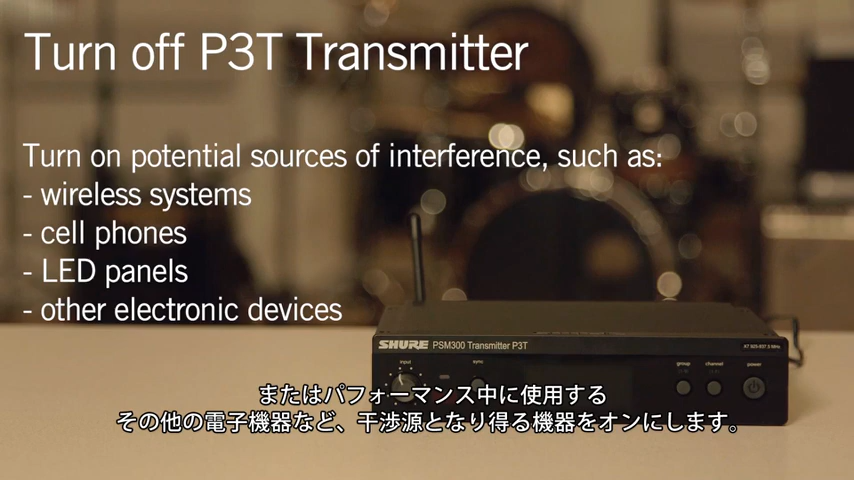 Turn off P3T Transmitter
Turn on potential sources of interference, such as:
- wireless systems
- cell phones
- LED panels
- other electronic devices
SHURE PSM300 Transmitter P3T
input
sync
group
channel
power
またはパフォーマンス中に使用する
その他の電子機器など、干渉源となり得る機器をオンにします。